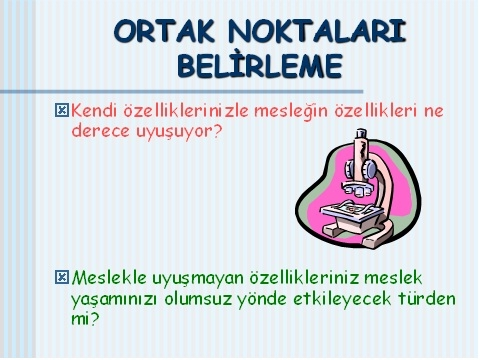 ORTAK NOKTALARI
BELİRLEME
Kendi özelliklerinizle mesleğin özellikleri ne
derece uyuşuyor?
Meslekle uyuşmayan özellikleriniz meslek
yaşamınızı olumsuz yönde etkileyecek türden
mi?